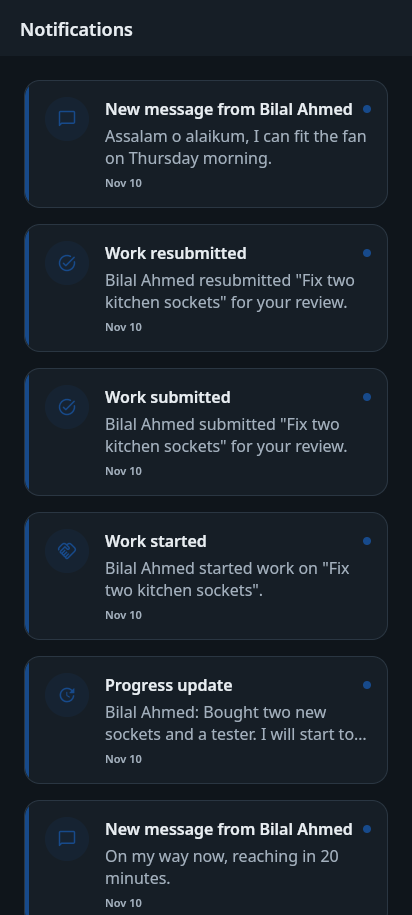 Notifications
New message from Bilal Ahmed
Assalam o alaikum, I can fit the fan
on Thursday morning.
Nov 10
Work resubmitted
Bilal Ahmed resubmitted "Fix two
kitchen sockets" for your review.
Nov 10
Work submitted
Bilal Ahmed submitted "Fix two
kitchen sockets" for your review.
Nov 10
Work started
Bilal Ahmed started work on "Fix
two kitchen sockets".
Nov 10
Progress update
Bilal Ahmed: Bought two new
sockets and a tester. I will start to...
Nov 10
New message from Bilal Ahmed
On my way now, reaching in 20
minutes.
Nov 10